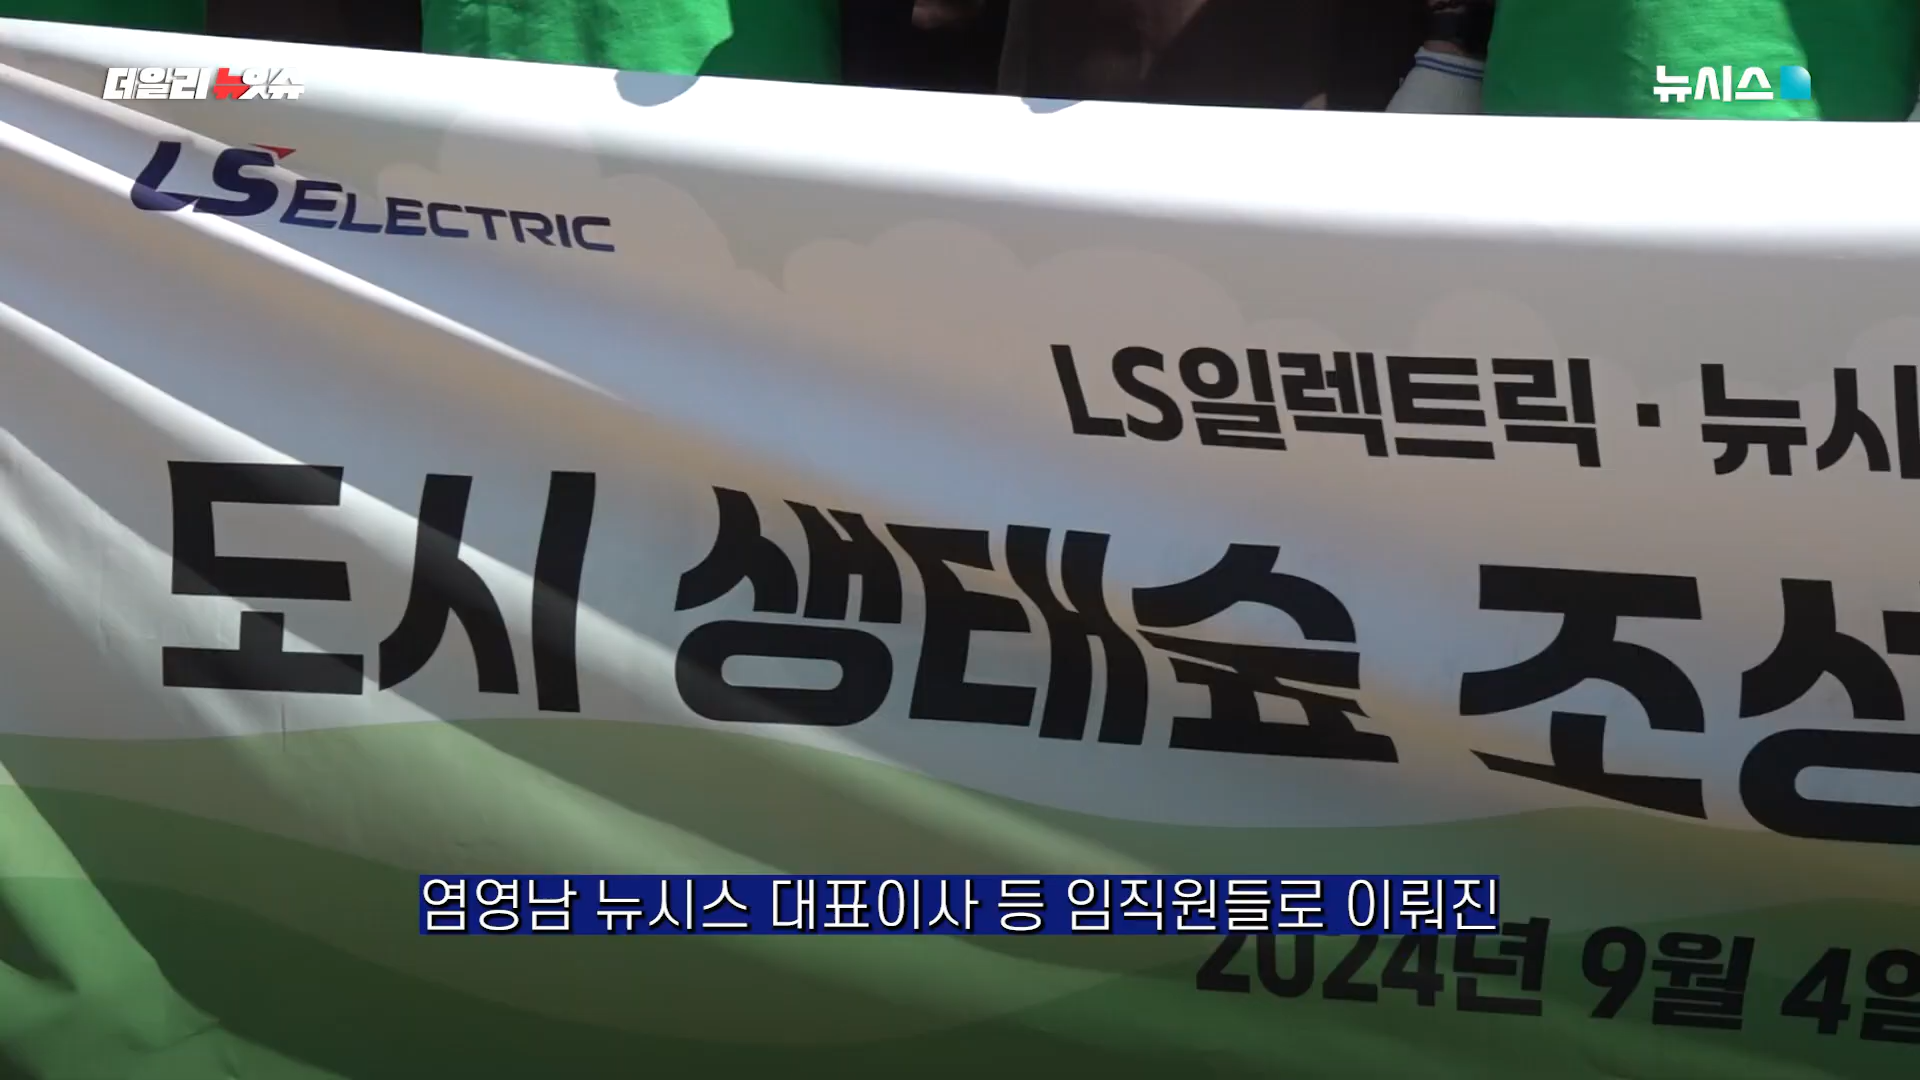 데일리 뉴잇슈
뉴시스
LS ELECTRIC
LS일렉트릭 · 뉴시
도시 생태숲 조성
염영남 뉴시스 대표이사 등 임직원들로 이뤄진
2024년 9월 4일